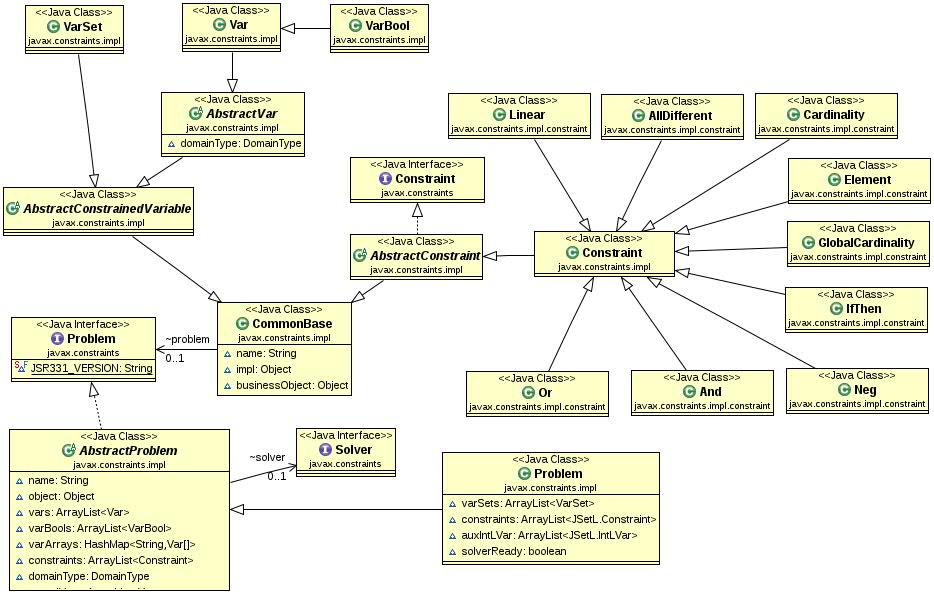 <<Java Class>>
VarSet
javax.constraints.impl
<<Java Class>>
Var
javax.constraints.impl
<<Java Class>>
VarBool
javax.constraints.impl
<<Java Class>>
AbstractVar
javax.constraints.impl
domainType: DomainType
<<Java Class>>
AbstractConstrainedVariable
javax.constraints.impl
<<Java Interface>>
Constraint
javax.constraints
<<Java Class>>
AbstractConstraint
javax.constraints.impl
<<Java Class>>
Linear
javax.constraints.impl.constraint
<<Java Class>>
AllDifferent
javax.constraints.impl.constraint
<<Java Class>>
Cardinality
javax.constraints.impl.constraint
<<Java Class>>
Element
javax.constraints.impl.constraint
<<Java Class>>
Constraint
javax.constraints.impl
<<Java Class>>
GlobalCardinality
javax.constraints.impl.constraint
<<Java Class>>
IfThen
javax.constraints.impl.constraint
<<Java Class>>
Or
javax.constraints.impl.constraint
<<Java Class>>
And
javax.constraints.impl.constraint
<<Java Class>>
Neg
javax.constraints.impl.constraint
<<Java Class>>
CommonBase
javax.constraints.impl
name: String
impl: Object
businessObject: Object
~problem
0..1
<<Java Interface>>
Problem
javax.constraints
JSR331_VERSION: String
<<Java Class>>
AbstractProblem
javax.constraints.impl
name: String
object: Object
vars: ArrayList<Var>
varBools: ArrayList<VarBool>
varArrays: HashMap<String,Var[]>
constraints: ArrayList<Constraint>
domainType: DomainType
~solver
0..1
<<Java Interface>>
Solver
javax.constraints
<<Java Class>>
Problem
javax.constraints.impl
varSets: ArrayList<VarSet>
constraints: ArrayList<JSetL.Constraint>
auxIntLVar: ArrayList<JSetL.IntLVar>
solverReady: boolean